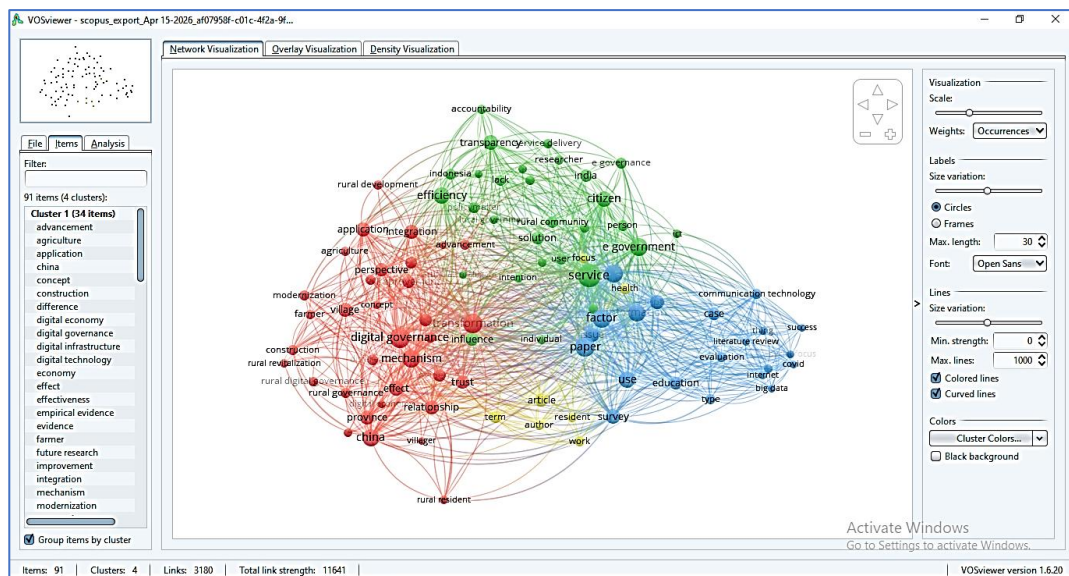 VOSviewer - scopus_export_Apr 15-2026_af07958f-c01c-4f2a-9f...
Network Visualization Overlay Visualization Density Visualization
File Items Analysis
Filter:
91 items (4 clusters):
Cluster 1 (34 items)
advancement
agriculture
application
china
concept
construction
difference
digital economy
digital governance
digital infrastructure
digital technology
economy
effect
effectiveness
empirical evidence
evidence
farmer
future research
improvement
integration
mechanism
modernization
Group items by cluster
accountability
transparency service delivery
researcher e governance
indonesia lack india
rural development
efficiency citizen
application integration rural community person
solution e government
agriculture advancement
user focus
perspective service
intention health
modernization concept communication technology
farmer village factor case
transformation thing success
digital governance influence individual literature review
construction mechanism paper evaluation covid
rural revitalization internet
rural digital governance trust use education big data
rural governance effect article type
province relationship term resident survey
author
china villager work
rural resident
Visualization
Scale:
Weights: Occurrences
Labels
Size variation:
Circles
Frames
Max. length: 30
Font: Open Sans
Lines
Size variation:
Min. strength: 0
Max. lines: 1000
Colored lines
Curved lines
Colors
Cluster Colors...
Black background
Activate Windows
Go to Settings to activate Windows.
Items: 91 Clusters: 4 Links: 3180 Total link strength: 11641 VOSviewer version 1.6.20